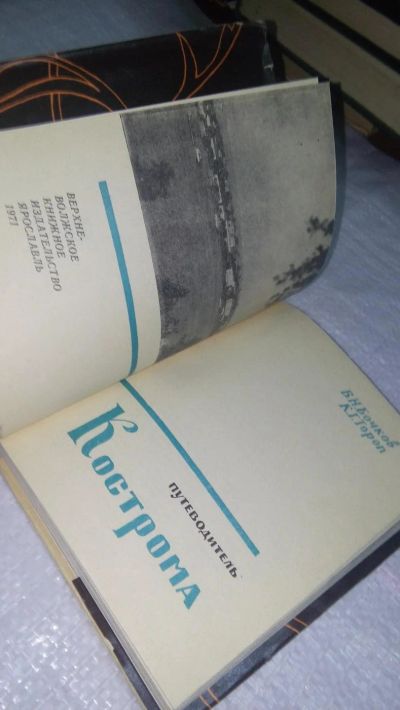 ВЕРХНЕ-
ВОЛЖСКОЕ
КНИЖНОЕ
ИЗДАТЕЛЬСТВО
ЯРОСЛАВЛЬ
1971
В.Н.Бочков
К.Г.Тороп
Кострома
ПУТЕВОДИТЕЛЬ